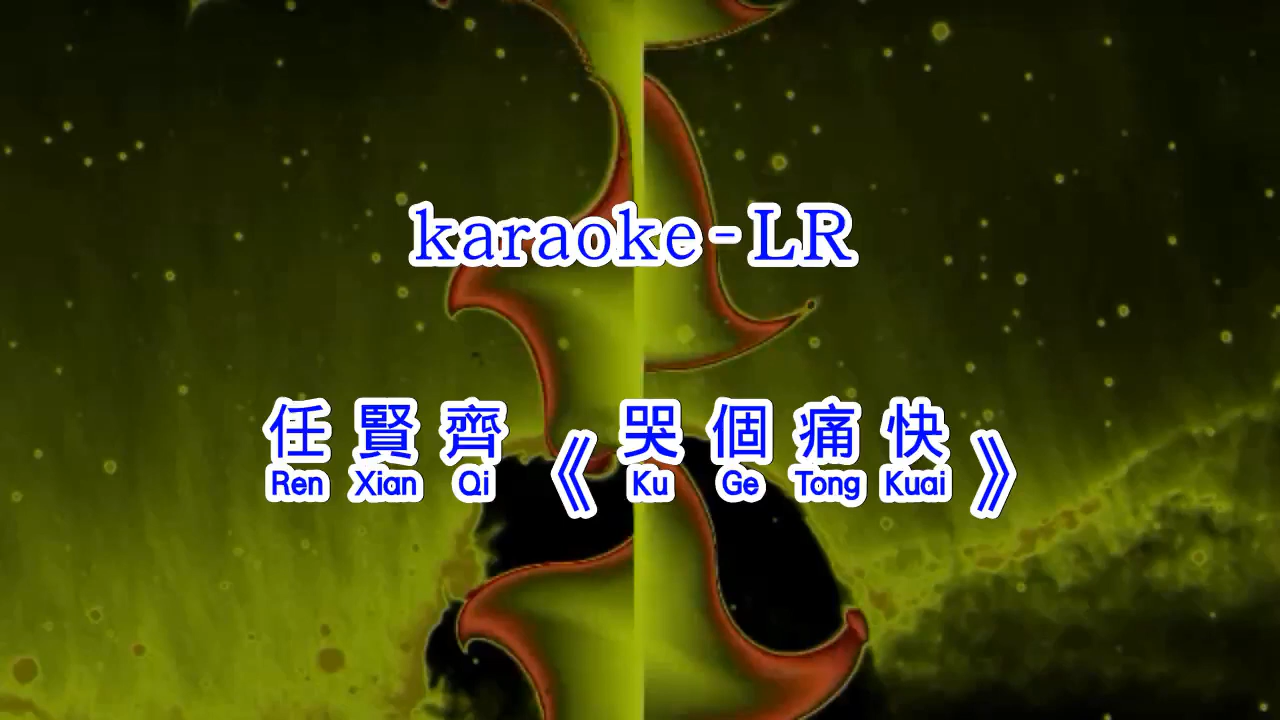 karaoke-LR
任賢齊《哭個痛快》
Ren Xian Qi Ku Ge Tong Kuai